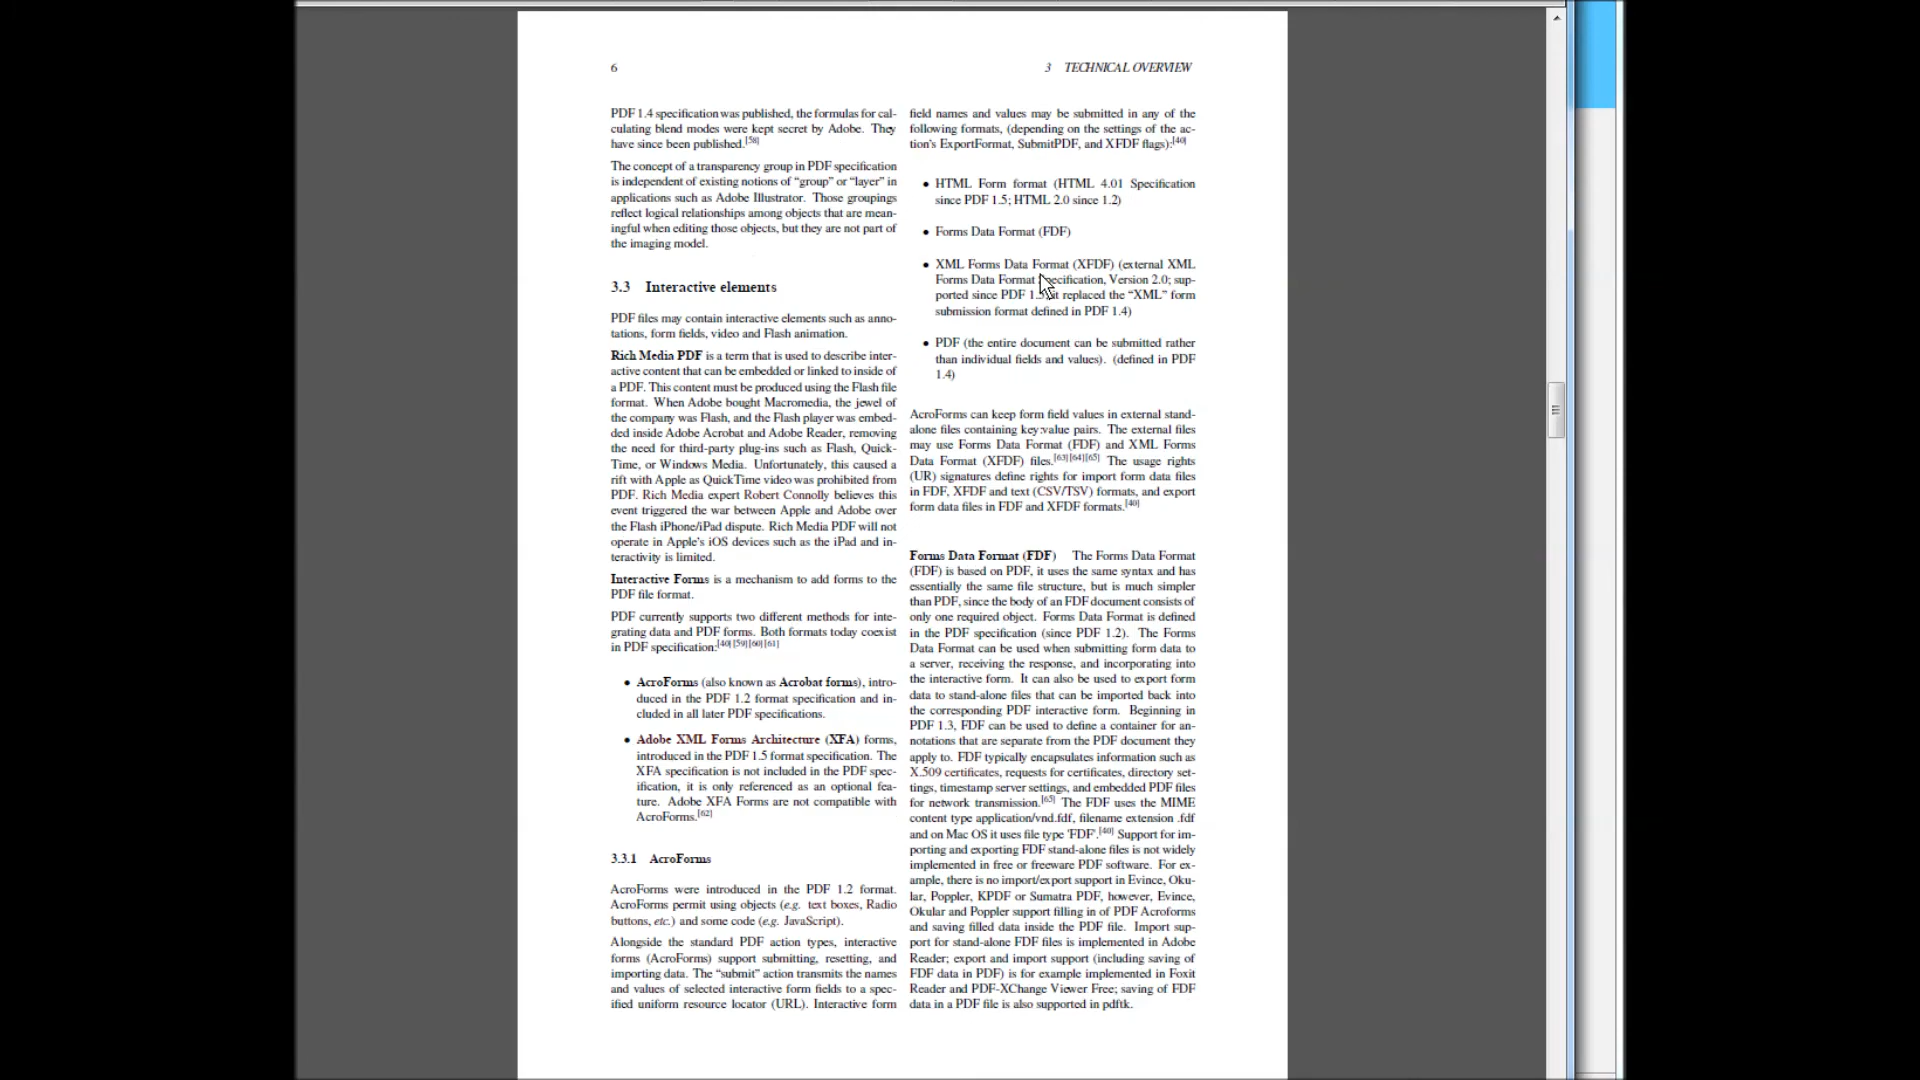 6
3 TECHNICAL OVERVIEW
PDF 1.4 specification was published, the formulas for cal-
culating blend modes were kept secret by Adobe. They
have since been published.[58]
The concept of a transparency group in PDF specification
is independent of existing notions of “group” or “layer” in
applications such as Adobe Illustrator. Those groupings
reflect logical relationships among objects that are mean-
ingful when editing those objects, but they are not part of
the imaging model.
3.3 Interactive elements
PDF files may contain interactive elements such as anno-
tations, form fields, video and Flash animation.
Rich Media PDF is a term that is used to describe inter-
active content that can be embedded or linked to inside of
a PDF. This content must be produced using the Flash file
format. When Adobe bought Macromedia, the jewel of
the company was Flash, and the Flash player was embed-
ded inside Adobe Acrobat and Adobe Reader, removing
the need for third-party plug-ins such as Flash, Quick-
Time, or Windows Media. Unfortunately, this caused a
rift with Apple as QuickTime video was prohibited from
PDF. Rich Media expert Robert Connolly believes this
event triggered the war between Apple and Adobe over
the Flash iPhone/iPad dispute. Rich Media PDF will not
operate in Apple's iOS devices such as the iPad and in-
teractivity is limited.
Interactive Forms is a mechanism to add forms to the
PDF file format.
PDF currently supports two different methods for inte-
grating data and PDF forms. Both formats today coexist
in PDF specification:[40][59][60][61]
• AcroForms (also known as Acrobat forms), intro-
duced in the PDF 1.2 format specification and in-
cluded in all later PDF specifications.
• Adobe XML Forms Architecture (XFA) forms,
introduced in the PDF 1.5 format specification. The
XFA specification is not included in the PDF spec-
ification, it is only referenced as an optional fea-
ture. Adobe XFA Forms are not compatible with
AcroForms.[62]
3.3.1 AcroForms
AcroForms were introduced in the PDF 1.2 format.
AcroForms permit using objects (e.g. text boxes, Radio
buttons, etc.) and some code (e.g. JavaScript).
Alongside the standard PDF action types, interactive
forms (AcroForms) support submitting, resetting, and
importing data. The “submit” action transmits the names
and values of selected interactive form fields to a spec-
ified uniform resource locator (URL). Interactive form
field names and values may be submitted in any of the
following formats, (depending on the settings of the ac-
tion's ExportFormat, SubmitPDF, and XFDF flags):[40]
• HTML Form format (HTML 4.01 Specification
since PDF 1.5; HTML 2.0 since 1.2)
• Forms Data Format (FDF)
• XML Forms Data Format (XFDF) (external XML
Forms Data Format Specification, Version 2.0; sup-
ported since PDF 1.5; it replaced the “XML” form
submission format defined in PDF 1.4)
• PDF (the entire document can be submitted rather
than individual fields and values). (defined in PDF
1.4)
AcroForms can keep form field values in external stand-
alone files containing key:value pairs. The external files
may use Forms Data Format (FDF) and XML Forms
Data Format (XFDF) files.[63][64][65] The usage rights
(UR) signatures define rights for import form data files
in FDF, XFDF and text (CSV/TSV) formats, and export
form data files in FDF and XFDF formats.[40]
Forms Data Format (FDF) The Forms Data Format
(FDF) is based on PDF, it uses the same syntax and has
essentially the same file structure, but is much simpler
than PDF, since the body of an FDF document consists of
only one required object. Forms Data Format is defined
in the PDF specification (since PDF 1.2). The Forms
Data Format can be used when submitting form data to
a server, receiving the response, and incorporating into
the interactive form. It can also be used to export form
data to stand-alone files that can be imported back into
the corresponding PDF interactive form. Beginning in
PDF 1.3, FDF can be used to define a container for an-
notations that are separate from the PDF document they
apply to. FDF typically encapsulates information such as
X.509 certificates, requests for certificates, directory set-
tings, timestamp server settings, and embedded PDF files
for network transmission.[65] The FDF uses the MIME
content type application/vnd.fdf, filename extension .fdf
and on Mac OS it uses file type 'FDF'.[40] Support for im-
porting and exporting FDF stand-alone files is not widely
implemented in free or freeware PDF software. For ex-
ample, there is no import/export support in Evince, Oku-
lar, Poppler, KPDF or Sumatra PDF, however, Evince,
Okular and Poppler support filling in of PDF Acroforms
and saving filled data inside the PDF file. Import sup-
port for stand-alone FDF files is implemented in Adobe
Reader; export and import support (including saving of
FDF data in PDF) is for example implemented in Foxit
Reader and PDF-XChange Viewer Free; saving of FDF
data in a PDF file is also supported in pdftk.